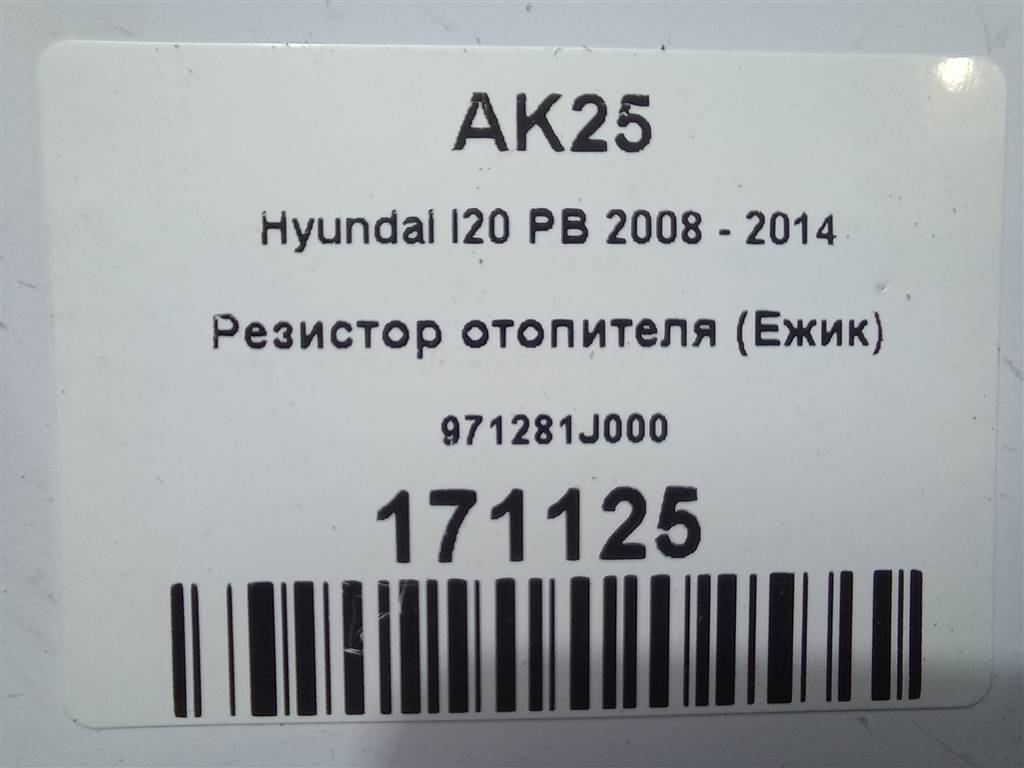 AK25
Hyundai I20 PB 2008 - 2014
Резистор отопителя (Ежик)
971281J000
171125